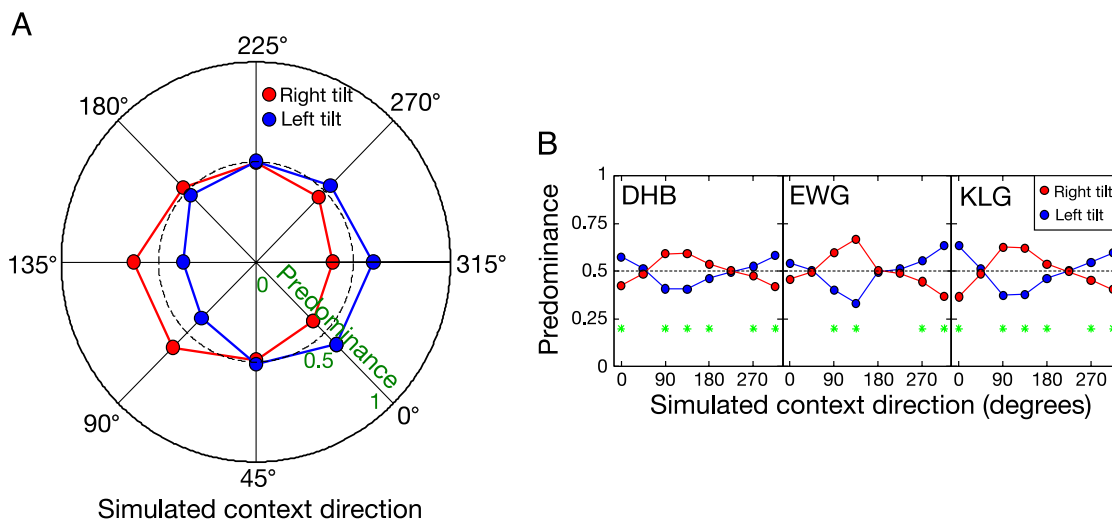 A
225°
180°
270°
Right tilt
Left tilt
135°
315°
0
Predominance
0.5
1
90°
0°
45°
Simulated context direction
B
DHB
EWG
KLG
Right tilt
Left tilt
Predominance
1
0.75
0.5
0.25
0
* * * * * * * * * * * * * * * *
0 90 180 270 0 90 180 270 0 90 180 270
Simulated context direction (degrees)